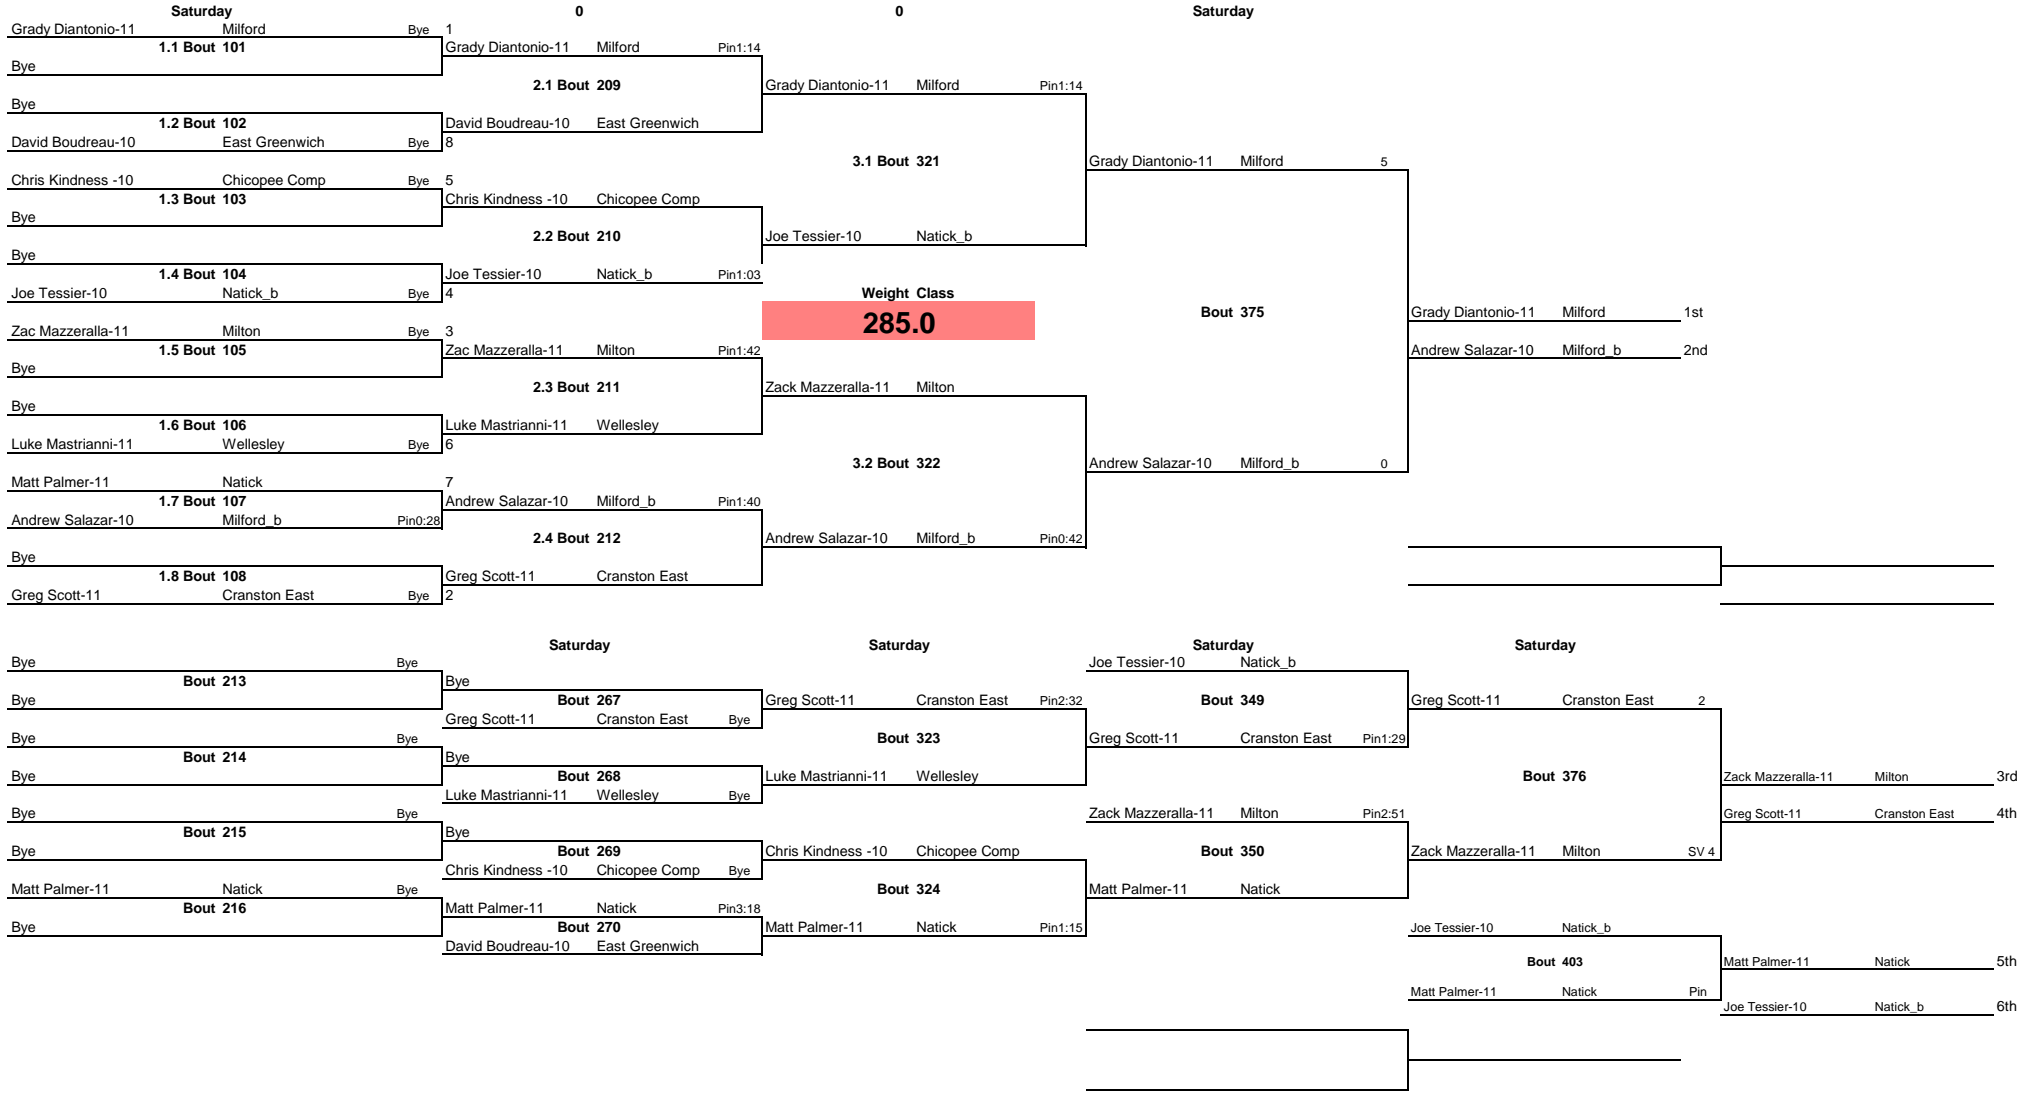 Saturday 0 0 Saturday
Grady Diantonio-11 Milford Bye 1
1.1 Bout 101 Grady Diantonio-11 Milford Pin1:14
Bye
2.1 Bout 209 Grady Diantonio-11 Milford Pin1:14
Bye
1.2 Bout 102 David Boudreau-10 East Greenwich
David Boudreau-10 East Greenwich Bye 8
3.1 Bout 321 Grady Diantonio-11 Milford 5
Chris Kindness -10 Chicopee Comp Bye 5
1.3 Bout 103 Chris Kindness -10 Chicopee Comp
Bye
2.2 Bout 210 Joe Tessier-10 Natick_b
Bye
1.4 Bout 104 Joe Tessier-10 Natick_b Pin1:03
Joe Tessier-10 Natick_b Bye 4 Weight Class
Bout 375 Grady Diantonio-11 Milford 1st
285.0
Zac Mazzeralla-11 Milton Bye 3
1.5 Bout 105 Zac Mazzeralla-11 Milton Pin1:42 Andrew Salazar-10 Milford_b 2nd
Bye
2.3 Bout 211 Zack Mazzeralla-11 Milton
Bye
1.6 Bout 106 Luke Mastrianni-11 Wellesley
Luke Mastrianni-11 Wellesley Bye 6
3.2 Bout 322 Andrew Salazar-10 Milford_b 0
Matt Palmer-11 Natick 7
1.7 Bout 107 Andrew Salazar-10 Milford_b Pin1:40
Andrew Salazar-10 Milford_b Pin0:28
2.4 Bout 212 Andrew Salazar-10 Milford_b Pin0:42
Bye
1.8 Bout 108 Greg Scott-11 Cranston East
Greg Scott-11 Cranston East Bye 2
Saturday Saturday Saturday Saturday
Bye Bye Joe Tessier-10 Natick_b
Bout 213 Bye
Bye Bout 267 Greg Scott-11 Cranston East Pin2:32 Bout 349 Greg Scott-11 Cranston East 2
Greg Scott-11 Cranston East Bye
Bye Bye Bout 323 Greg Scott-11 Cranston East Pin1:29
Bout 214 Bye
Bye Bout 268 Luke Mastrianni-11 Wellesley Bout 376 Zack Mazzeralla-11 Milton 3rd
Luke Mastrianni-11 Wellesley Bye
Bye Bye Zack Mazzeralla-11 Milton Pin2:51 Greg Scott-11 Cranston East 4th
Bout 215 Bye
Bye Bout 269 Chris Kindness -10 Chicopee Comp Bout 350 Zack Mazzeralla-11 Milton SV 4
Chris Kindness -10 Chicopee Comp Bye
Matt Palmer-11 Natick Bye Bout 324 Matt Palmer-11 Natick
Bout 216 Matt Palmer-11 Natick Pin3:18
Bye Bout 270 Matt Palmer-11 Natick Pin1:15 Joe Tessier-10 Natick_b
David Boudreau-10 East Greenwich
Bout 403 Matt Palmer-11 Natick 5th
Matt Palmer-11 Natick Pin
Joe Tessier-10 Natick_b 6th